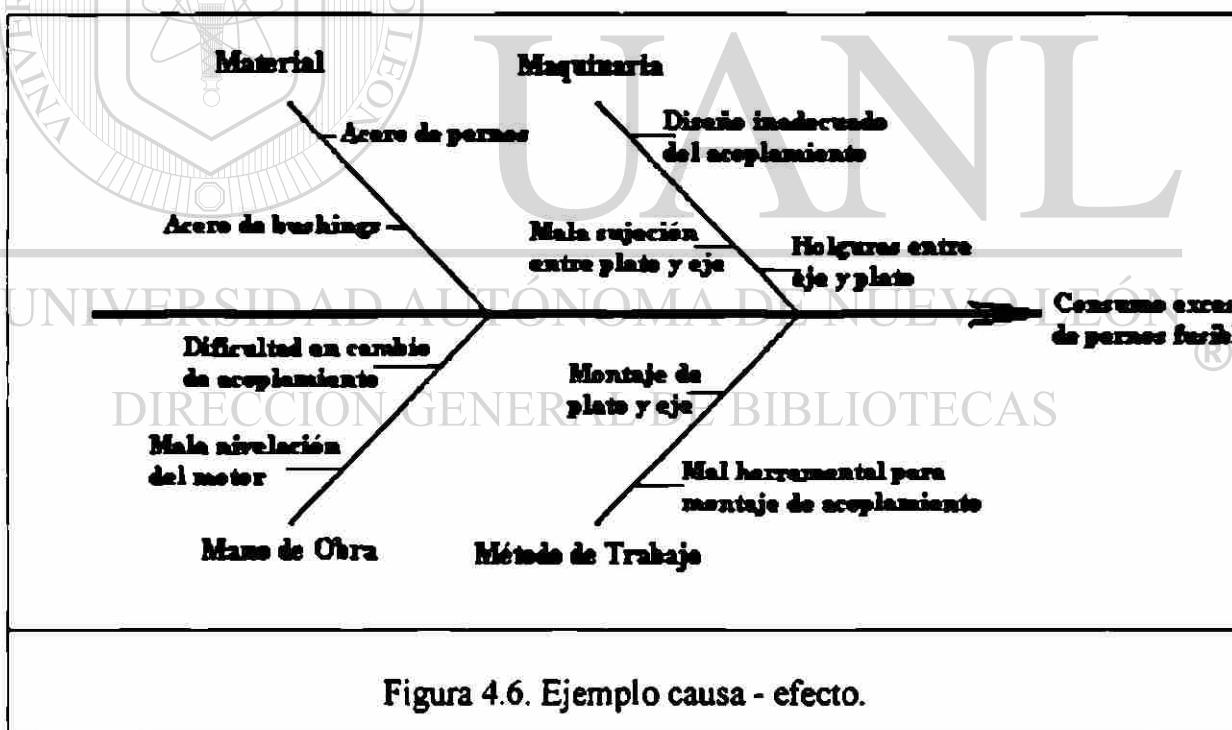 Material
Maquinaria
Acero de pernos
Diseño inadecuado
del acoplamiento
Acero de bushings
Mala sujeción
entre plato y eje
Holguras entre
eje y plato
Consumo
de pernos
Dificultad en cambio
de acoplamiento
Montaje de
plato y eje
Mala nivelación
del motor
Mal herramental para
montaje de acoplamiento
Mano de Obra
Método de Trabajo
UANL
UNIVERSIDAD AUTÓNOMA DE NUEVO LEÓN
®
DIRECCIÓN GENERAL DE BIBLIOTECAS
Figura 4.6. Ejemplo causa - efecto.